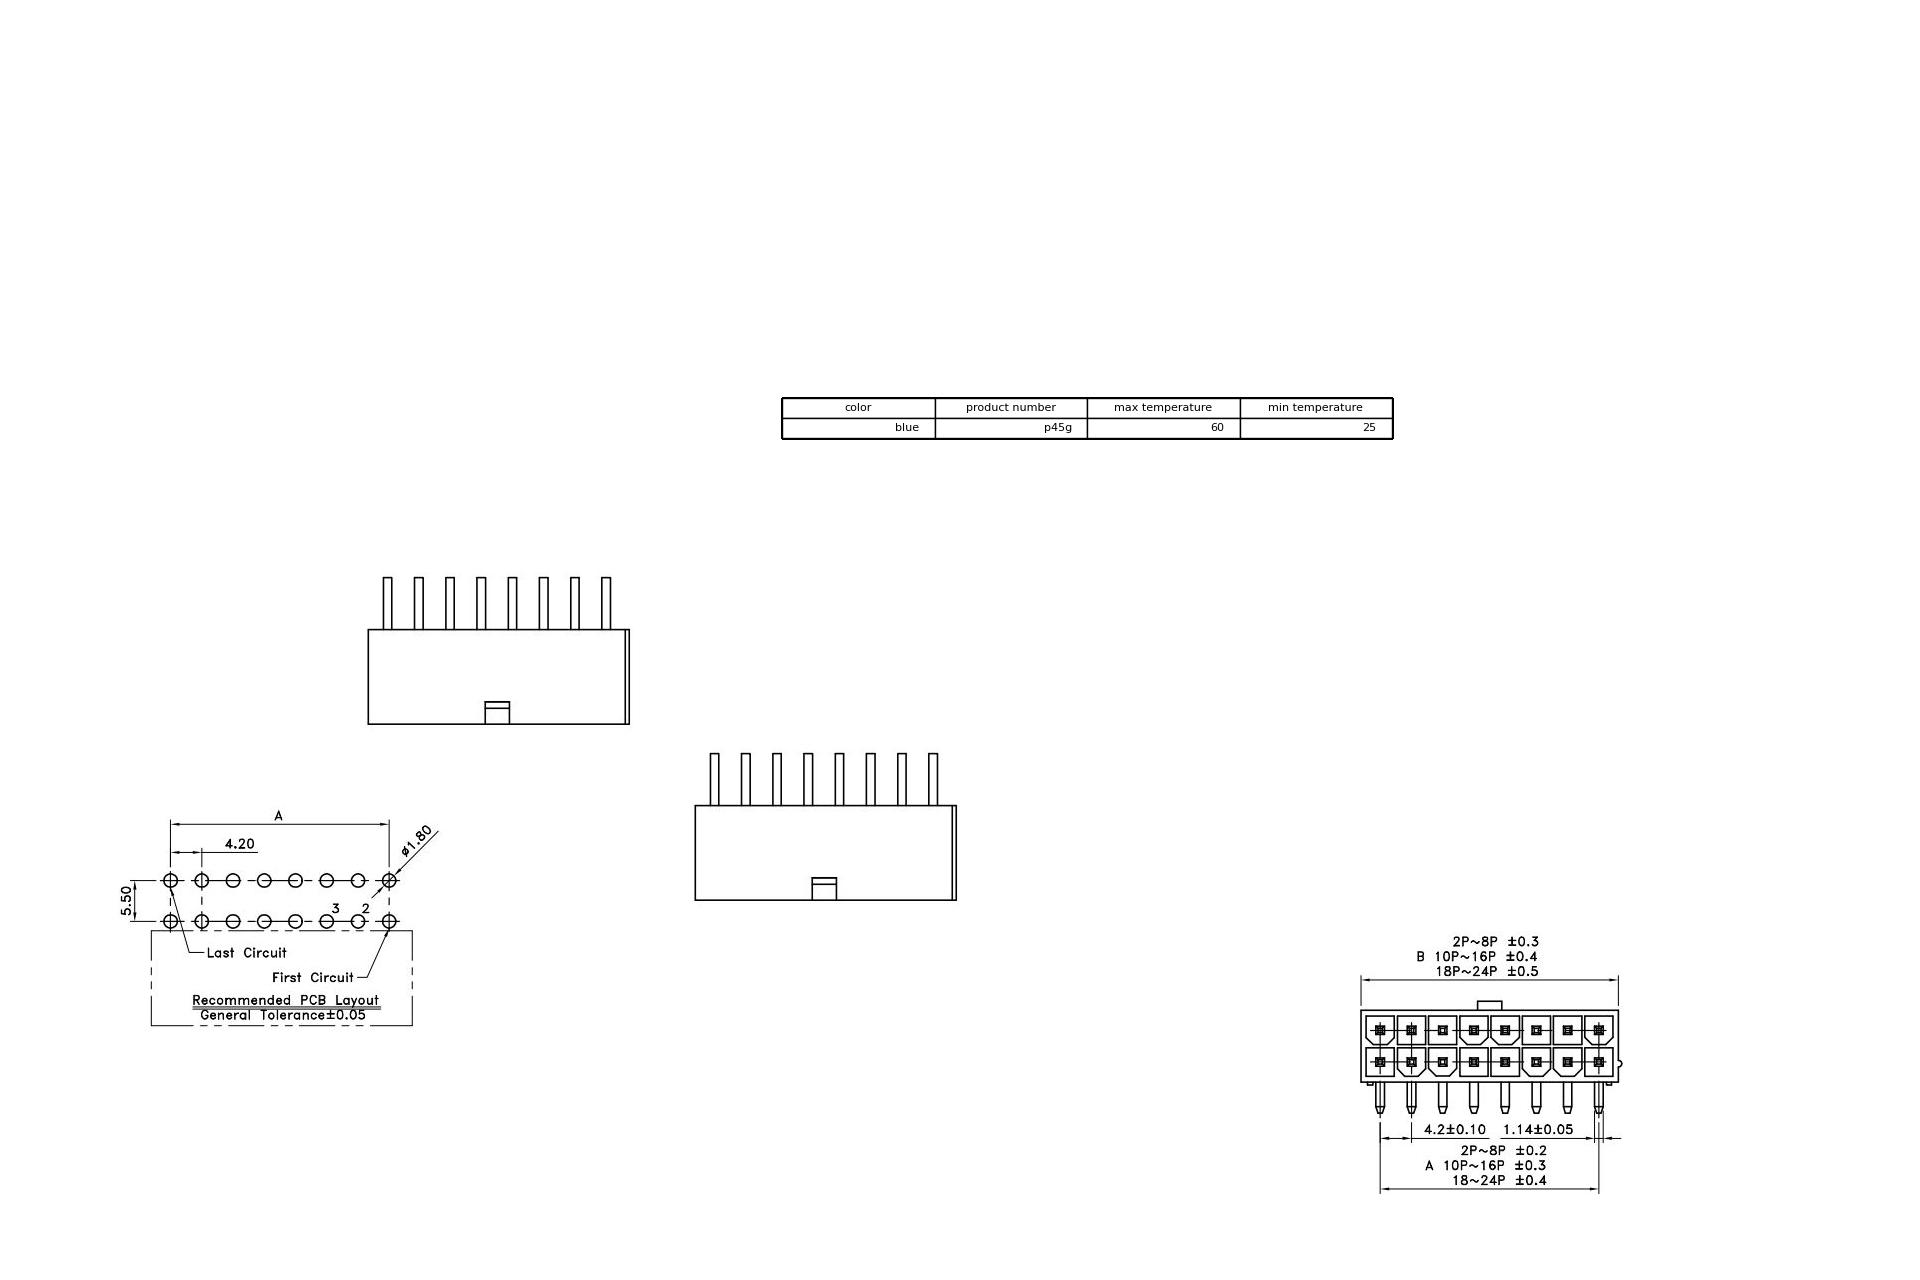 color product number max temperature min temperature
blue p45g 60 25
A
4.20
ø1.80
5.50
3 2
Last Circuit
First Circuit
Recommended PCB Layout
General Tolerance±0.05
2P~8P ±0.3
B 10P~16P ±0.4
18P~24P ±0.5
4.2±0.10 1.14±0.05
2P~8P ±0.2
A 10P~16P ±0.3
18~24P ±0.4